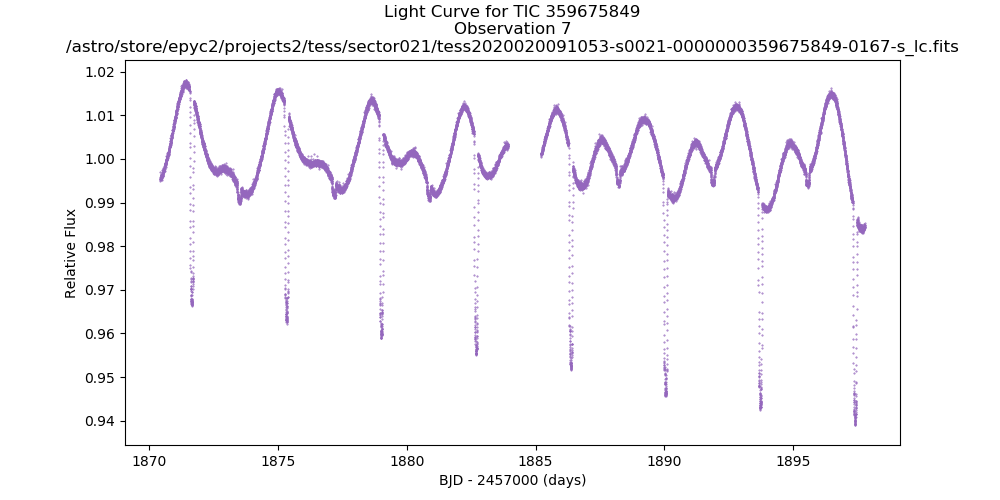 Light Curve for TIC 359675849
Observation 7
/astro/store/epyc2/projects2/tess/sector021/tess2020020091053-s0021-0000000359675849-0167-s_lc.fits
1.02
1.01
1.00
0.99
0.98
0.97
0.96
0.95
0.94
Relative Flux
1870 1875 1880 1885 1890 1895
BJD - 2457000 (days)